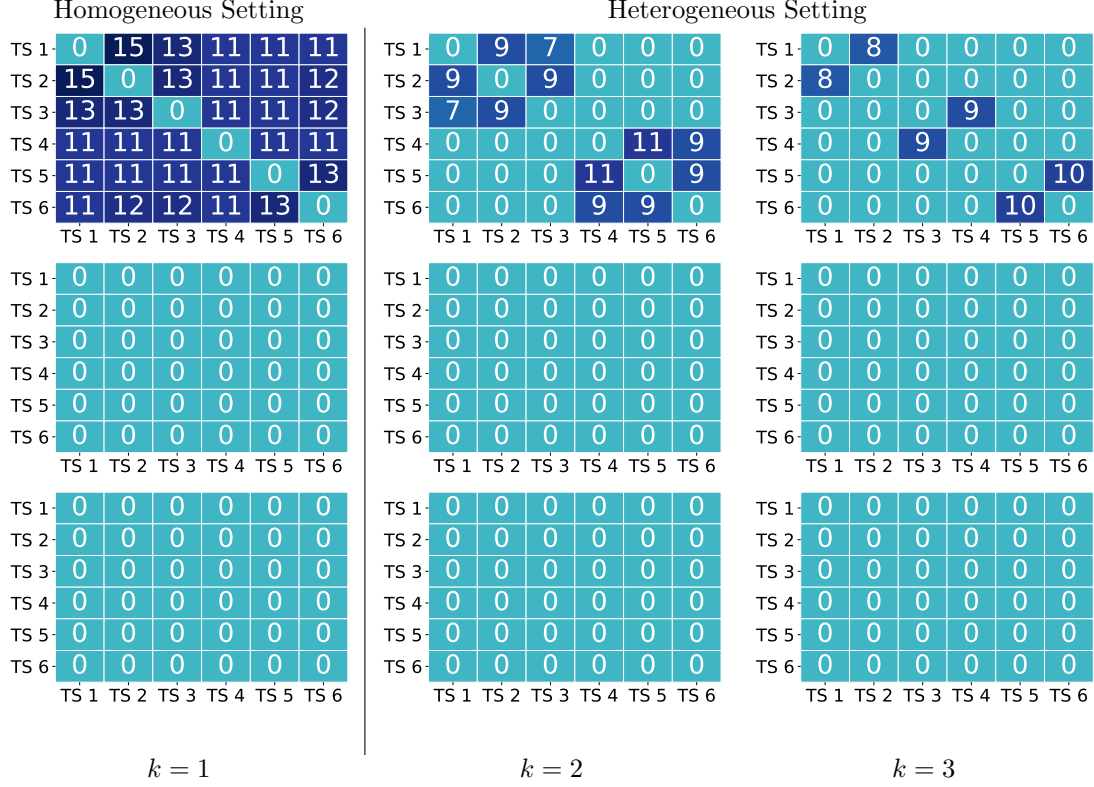 Homogeneous Setting
Heterogeneous Setting
TS 1 0 15 13 11 11 11
TS 2 15 0 13 11 11 12
TS 3 13 13 0 11 11 12
TS 4 11 11 11 0 11 11
TS 5 11 11 11 11 0 13
TS 6 11 12 12 11 13 0
TS 1 TS 2 TS 3 TS 4 TS 5 TS 6
TS 1 0 9 7 0 0 0
TS 2 9 0 9 0 0 0
TS 3 7 9 0 0 0 0
TS 4 0 0 0 0 11 9
TS 5 0 0 0 11 0 9
TS 6 0 0 0 9 9 0
TS 1 TS 2 TS 3 TS 4 TS 5 TS 6
TS 1 0 8 0 0 0 0
TS 2 8 0 0 0 0 0
TS 3 0 0 0 9 0 0
TS 4 0 0 9 0 0 0
TS 5 0 0 0 0 0 10
TS 6 0 0 0 0 10 0
TS 1 TS 2 TS 3 TS 4 TS 5 TS 6
TS 1 0 0 0 0 0 0
TS 2 0 0 0 0 0 0
TS 3 0 0 0 0 0 0
TS 4 0 0 0 0 0 0
TS 5 0 0 0 0 0 0
TS 6 0 0 0 0 0 0
TS 1 TS 2 TS 3 TS 4 TS 5 TS 6
TS 1 0 0 0 0 0 0
TS 2 0 0 0 0 0 0
TS 3 0 0 0 0 0 0
TS 4 0 0 0 0 0 0
TS 5 0 0 0 0 0 0
TS 6 0 0 0 0 0 0
TS 1 TS 2 TS 3 TS 4 TS 5 TS 6
TS 1 0 0 0 0 0 0
TS 2 0 0 0 0 0 0
TS 3 0 0 0 0 0 0
TS 4 0 0 0 0 0 0
TS 5 0 0 0 0 0 0
TS 6 0 0 0 0 0 0
TS 1 TS 2 TS 3 TS 4 TS 5 TS 6
TS 1 0 0 0 0 0 0
TS 2 0 0 0 0 0 0
TS 3 0 0 0 0 0 0
TS 4 0 0 0 0 0 0
TS 5 0 0 0 0 0 0
TS 6 0 0 0 0 0 0
TS 1 TS 2 TS 3 TS 4 TS 5 TS 6
TS 1 0 0 0 0 0 0
TS 2 0 0 0 0 0 0
TS 3 0 0 0 0 0 0
TS 4 0 0 0 0 0 0
TS 5 0 0 0 0 0 0
TS 6 0 0 0 0 0 0
TS 1 TS 2 TS 3 TS 4 TS 5 TS 6
TS 1 0 0 0 0 0 0
TS 2 0 0 0 0 0 0
TS 3 0 0 0 0 0 0
TS 4 0 0 0 0 0 0
TS 5 0 0 0 0 0 0
TS 6 0 0 0 0 0 0
TS 1 TS 2 TS 3 TS 4 TS 5 TS 6
k = 1
k = 2
k = 3